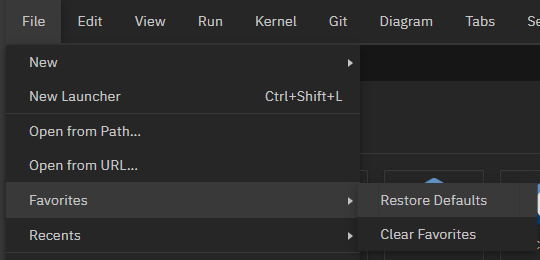 File Edit View Run Kernel Git Diagram Tabs
New
New Launcher Ctrl+Shift+L
Open from Path...
Open from URL...
Favorites Restore Defaults
Clear Favorites
Recents